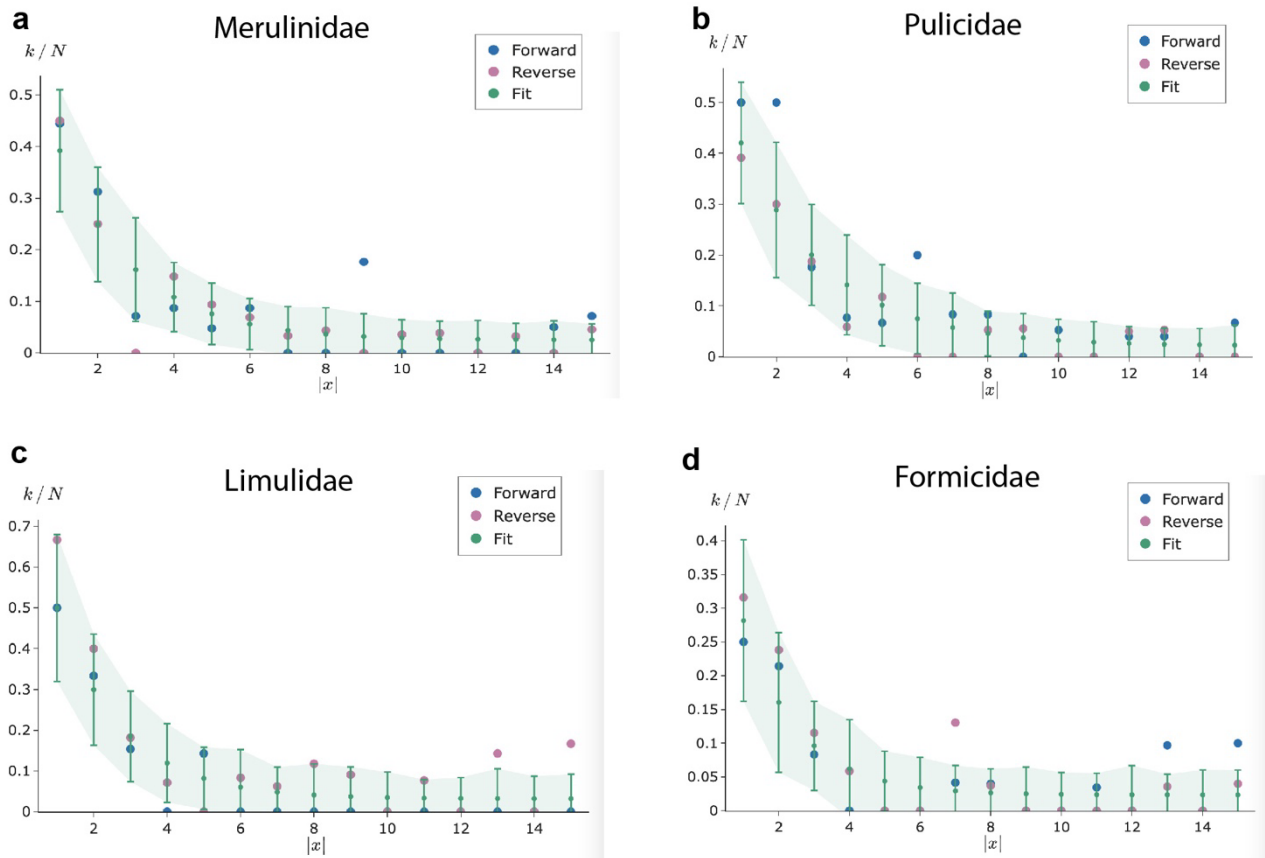 a
Merulinidae
k / N
Forward
Reverse
Fit
0.5
0.4
0.3
0.2
0.1
0
2 4 6 8 10 12 14
|x|
b
Pulicidae
k / N
Forward
Reverse
Fit
0.5
0.4
0.3
0.2
0.1
0
2 4 6 8 10 12 14
|x|
c
Limulidae
k / N
Forward
Reverse
Fit
0.7
0.6
0.5
0.4
0.3
0.2
0.1
0
2 4 6 8 10 12 14
|x|
d
Formicidae
k / N
Forward
Reverse
Fit
0.4
0.35
0.3
0.25
0.2
0.15
0.1
0.05
0
2 4 6 8 10 12 14
|x|